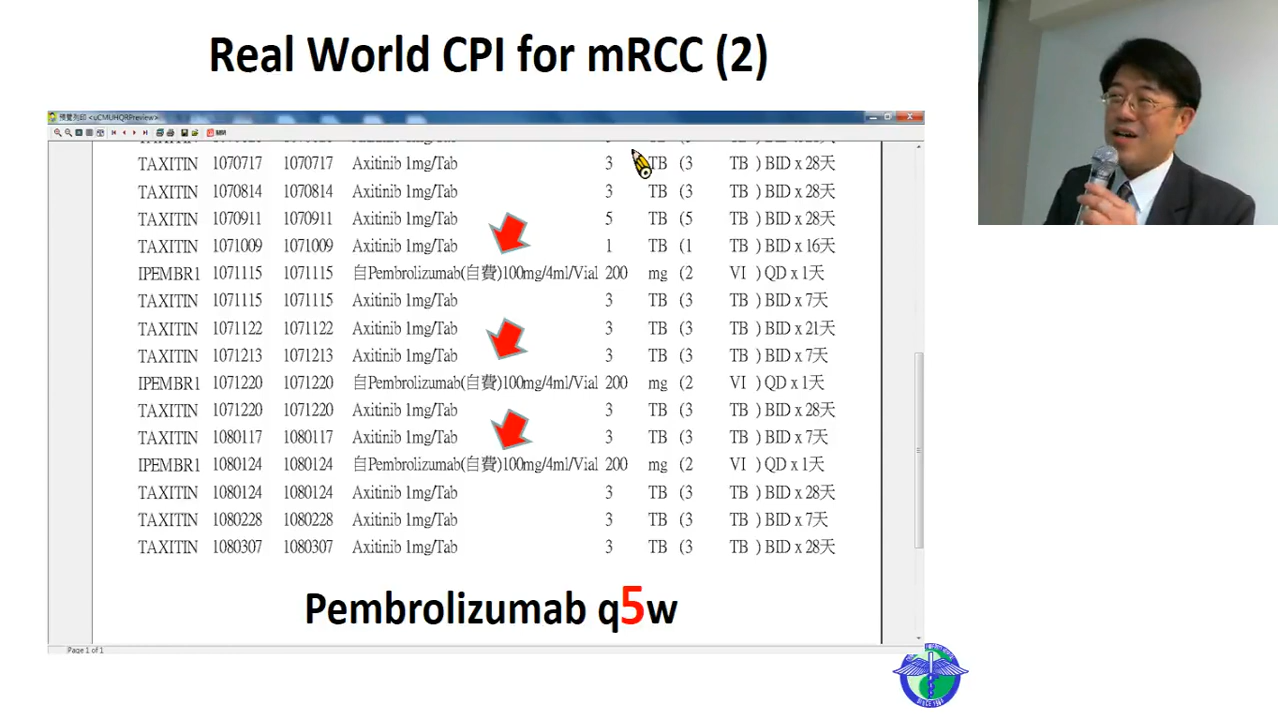 Real World CPI for mRCC (2)
預覽列印 <uCMUHQRPreview>
TAXITIN 1070717 1070717 Axitinib 1mg/Tab 3 TB (3 TB ) BID x 28天
TAXITIN 1070814 1070814 Axitinib 1mg/Tab 3 TB (3 TB ) BID x 28天
TAXITIN 1070911 1070911 Axitinib 1mg/Tab 5 TB (5 TB ) BID x 28天
TAXITIN 1071009 1071009 Axitinib 1mg/Tab 1 TB (1 TB ) BID x 16天
IPEMBR1 1071115 1071115 自Pembrolizumab(自費)100mg/4ml/Vial 200 mg (2 VI ) QD x 1天
TAXITIN 1071115 1071115 Axitinib 1mg/Tab 3 TB (3 TB ) BID x 7天
TAXITIN 1071122 1071122 Axitinib 1mg/Tab 3 TB (3 TB ) BID x 21天
TAXITIN 1071213 1071213 Axitinib 1mg/Tab 3 TB (3 TB ) BID x 7天
IPEMBR1 1071220 1071220 自Pembrolizumab(自費)100mg/4ml/Vial 200 mg (2 VI ) QD x 1天
TAXITIN 1071220 1071220 Axitinib 1mg/Tab 3 TB (3 TB ) BID x 28天
TAXITIN 1080117 1080117 Axitinib 1mg/Tab 3 TB (3 TB ) BID x 7天
IPEMBR1 1080124 1080124 自Pembrolizumab(自費)100mg/4ml/Vial 200 mg (2 VI ) QD x 1天
TAXITIN 1080124 1080124 Axitinib 1mg/Tab 3 TB (3 TB ) BID x 28天
TAXITIN 1080228 1080228 Axitinib 1mg/Tab 3 TB (3 TB ) BID x 7天
TAXITIN 1080307 1080307 Axitinib 1mg/Tab 3 TB (3 TB ) BID x 28天
Pembrolizumab q5w
Page 1 of 1